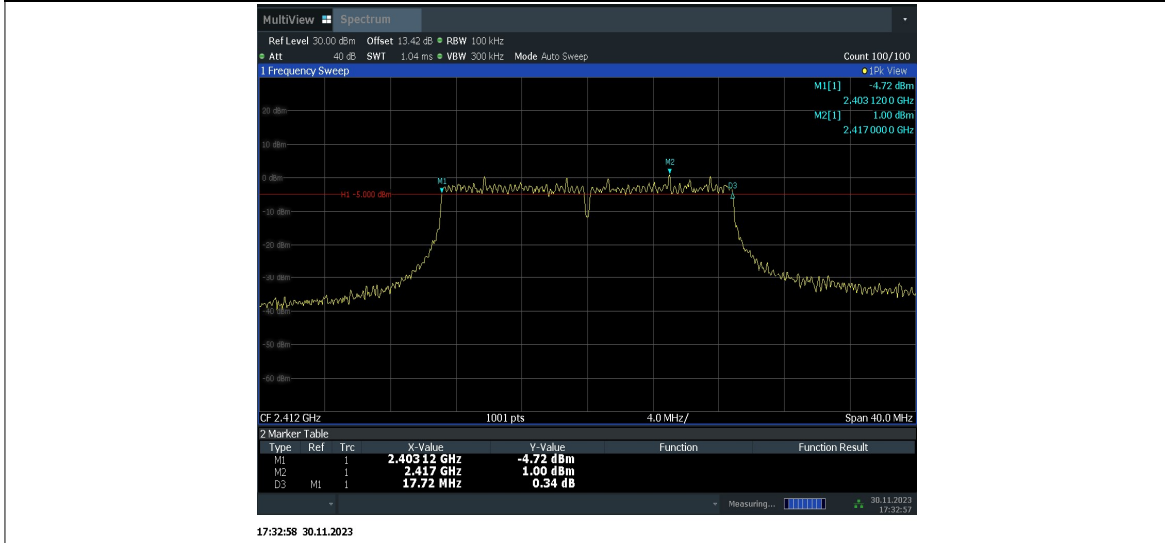 MultiView Spectrum
Ref Level 30.00 dBm Offset 13.42 dB RBW 100 kHz
Att 40 dB SWT 1.04 ms VBW 300 kHz Mode Auto Sweep Count 100/100
1 Frequency Sweep 1Pk View
M1[1] -4.72 dBm
2.403 120 0 GHz
M2[1] 1.00 dBm
2.417 000 0 GHz
20 dBm
10 dBm
M2
0 dBm
M1
D3
H1 -5.000 dBm
-10 dBm
-20 dBm
-30 dBm
-40 dBm
-50 dBm
-60 dBm
CF 2.412 GHz 1001 pts 4.0 MHz/ Span 40.0 MHz
2 Marker Table
Type Ref Trc X-Value Y-Value Function Function Result
M1 1 2.403 12 GHz -4.72 dBm
M2 1 2.417 GHz 1.00 dBm
D3 M1 1 17.72 MHz 0.34 dB
Measuring... 30.11.2023
17:32:57
17:32:58 30.11.2023